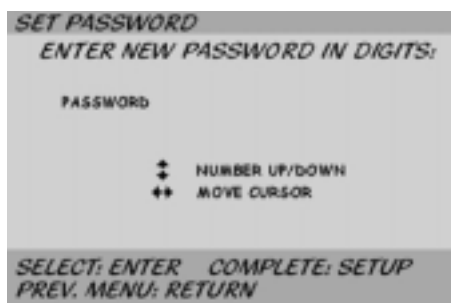 SET PASSWORD
ENTER NEW PASSWORD IN DIGITS:
PASSWORD
NUMBER UP/DOWN
MOVE CURSOR
SELECT: ENTER COMPLETE: SETUP
PREV. MENU: RETURN